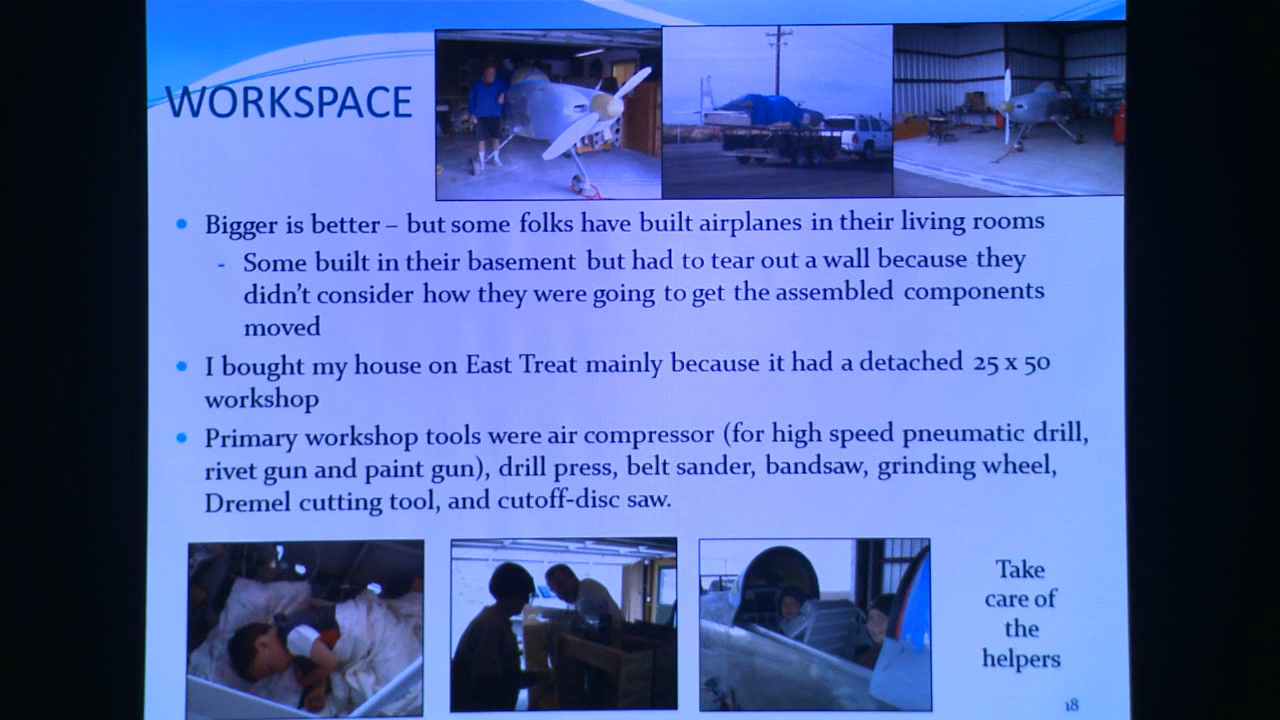 WORKSPACE
• Bigger is better – but some folks have built airplanes in their living rooms
- Some built in their basement but had to tear out a wall because they
didn't consider how they were going to get the assembled components
moved
• I bought my house on East Treat mainly because it had a detached 25 x 50
workshop
• Primary workshop tools were air compressor (for high speed pneumatic drill,
rivet gun and paint gun), drill press, belt sander, bandsaw, grinding wheel,
Dremel cutting tool, and cutoff-disc saw.
Take
care of
the
helpers
18